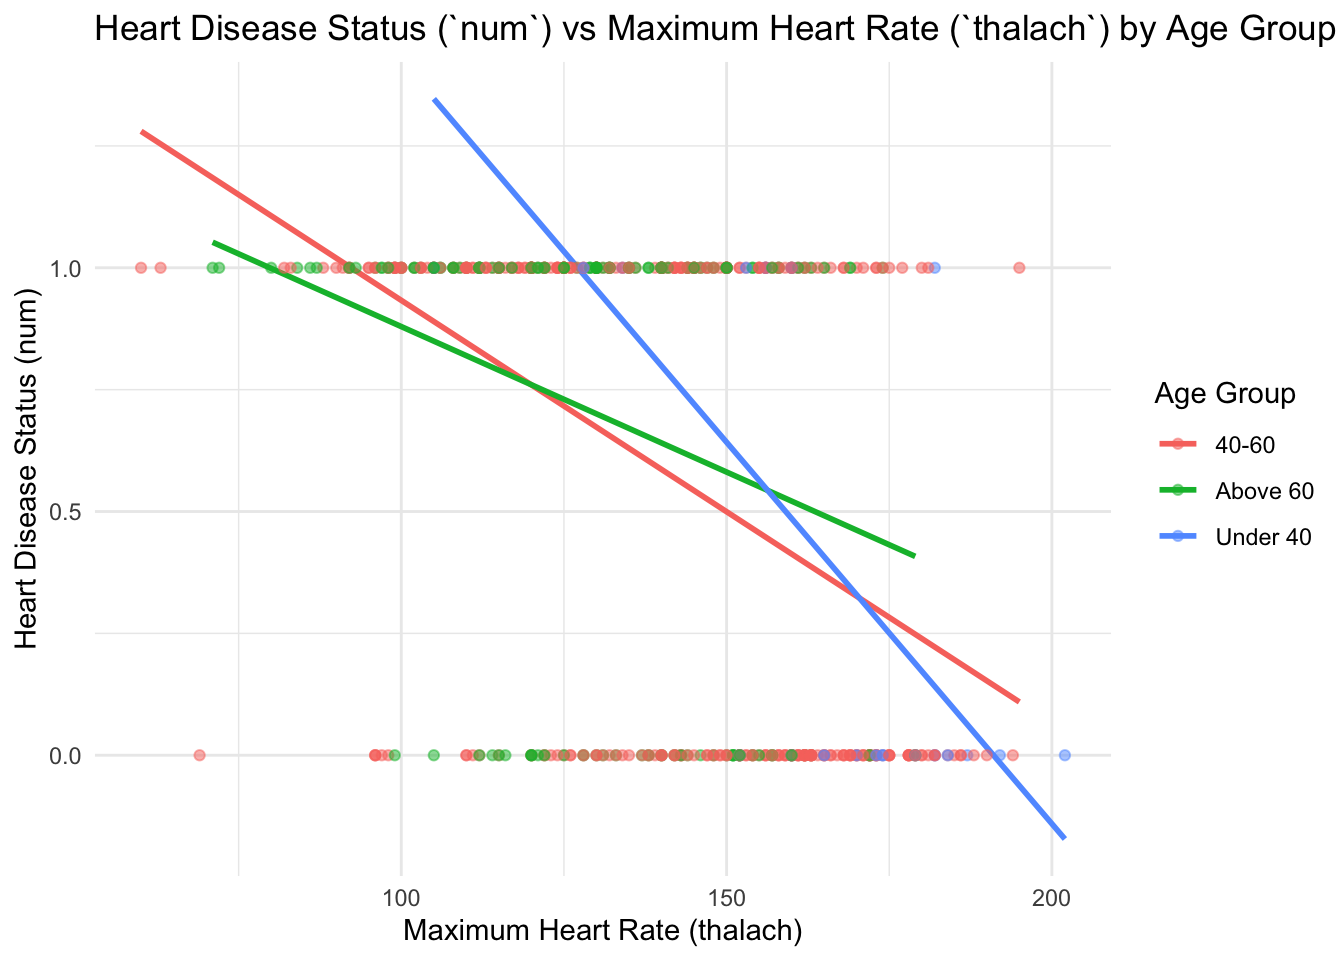 Heart Disease Status (`num`) vs Maximum Heart Rate (`thalach`) by Age Group
Heart Disease Status (num)
1.0
0.5
0.0
100
150
200
Maximum Heart Rate (thalach)
Age Group
40-60
Above 60
Under 40